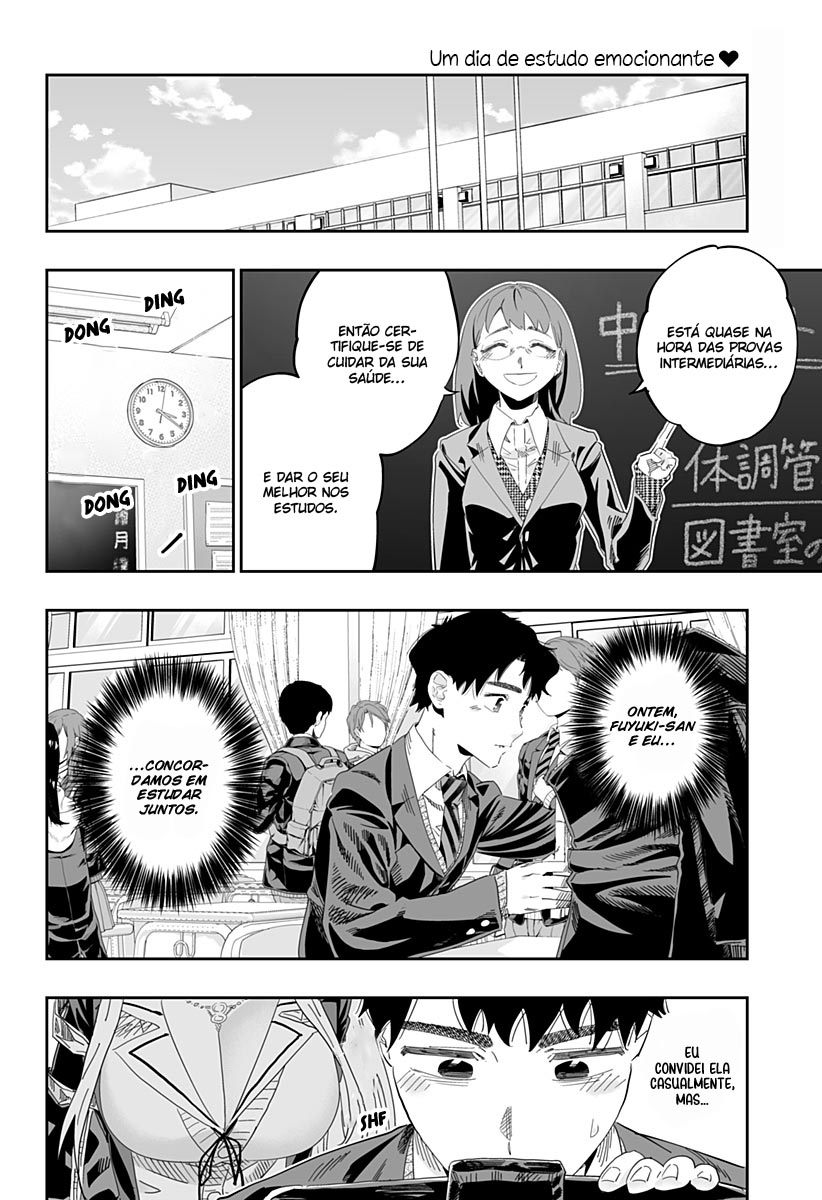 Um dia de estudo emocionante ♥
ESTÁ QUASE NA
HORA DAS PROVAS
INTERMEDIÁRIAS...
ENTÃO CER-
TIFIQUE-SE
DE CUIDAR DA SUA
SAÚDE...
E DAR O SEU
MELHOR NOS
ESTUDOS.
中
体調管
図書室の
DING
DONG
DING
DONG
月
ONTEM,
FUYUKI-SAN
E EU...
...CONCOR-
DAMOS EM
ESTUDAR
JUNTOS.
EU
CONVIDEI ELA
CASUALMENTE,
MAS...
SHF